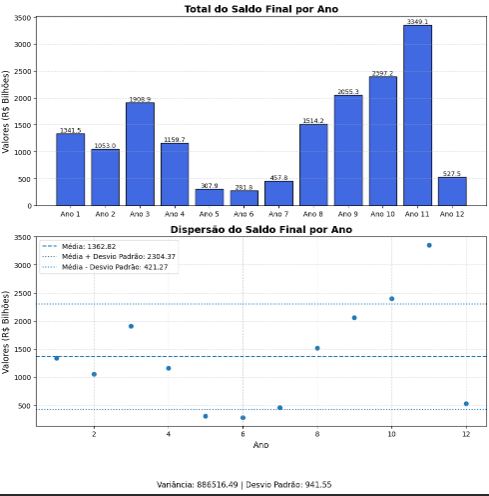 Total do Saldo Final por Ano
Valores (R$ Bilhões)
3500
3000
2500
2000
1500
1000
500
0
1341.5
1053.0
1908.9
1159.7
307.9
281.8
457.8
1514.2
2055.3
2397.2
3349.1
527.5
Ano 1 Ano 2 Ano 3 Ano 4 Ano 5 Ano 6 Ano 7 Ano 8 Ano 9 Ano 10 Ano 11 Ano 12
Dispersão do Saldo Final por Ano
Valores (R$ Bilhões)
3500
3000
2500
2000
1500
1000
500
Média: 1362.82
Média + Desvio Padrão: 2304.37
Média - Desvio Padrão: 421.27
2 4 6 8 10 12
Ano
Variância: 886516.49 | Desvio Padrão: 941.55